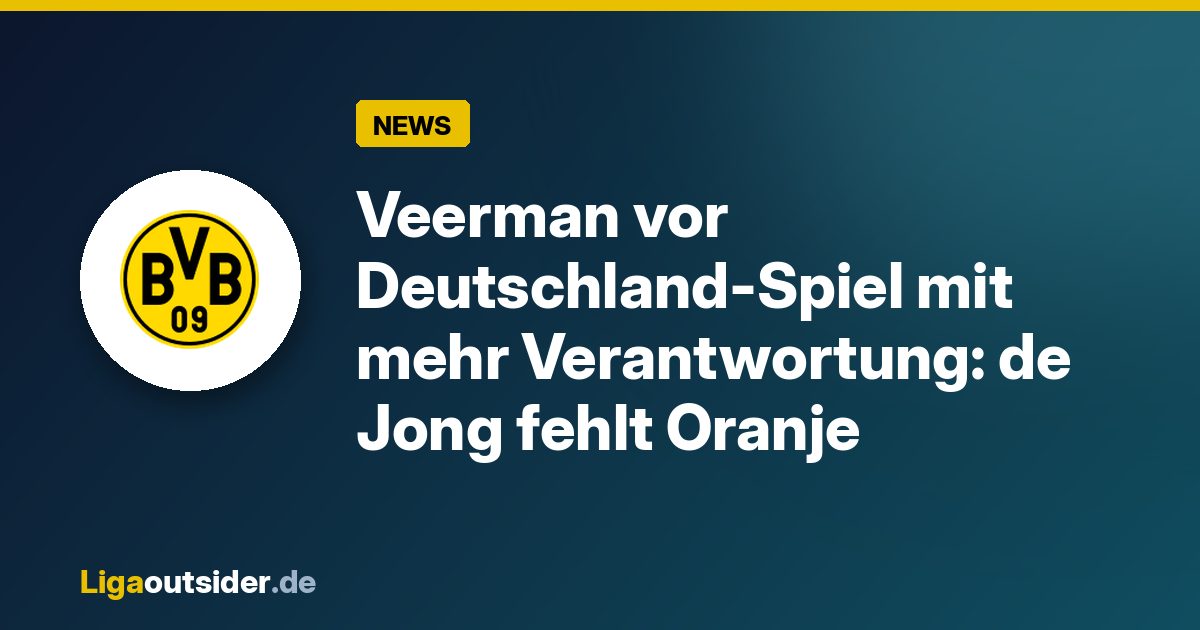 NEWS
Veerman vor
Deutschland-Spiel mit
mehr Verantwortung: de
Jong fehlt Oranje
BVB
09
Ligaoutsider.de